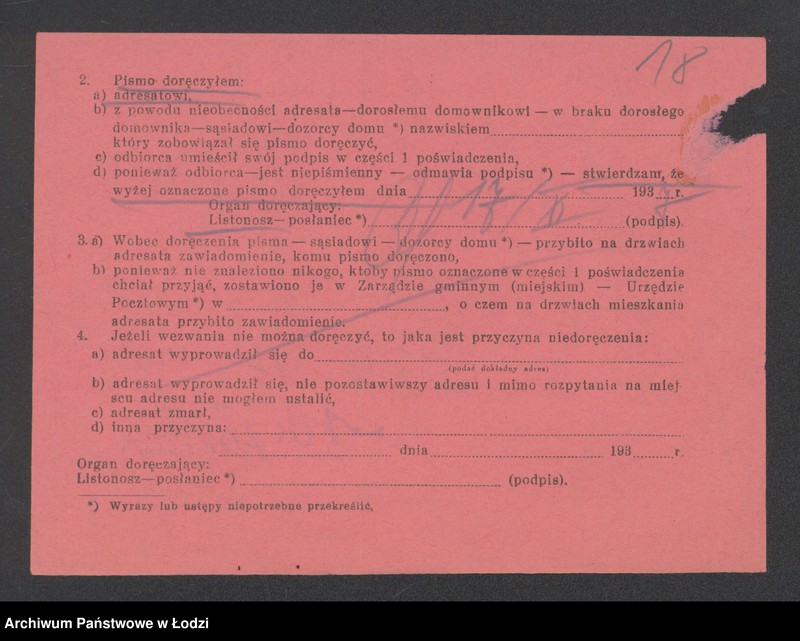 18
2. Pismo doręczyłem:
a) adresatowi,
b) z powodu nieobecności adresata—dorosłemu domownikowi — w braku dorosłego
domownika—sąsiadowi—dozorcy domu *) nazwiskiem
który zobowiązał się pismo doręczyć,
c) odbiorca umieścił swój podpis w części 1 poświadczenia,
d) ponieważ odbiorca—jest niepiśmienny — odmawia podpisu *) — stwierdzam, że
wyżej oznaczone pismo doręczyłem dnia 193 r.
Organ doręczający:
Listonosz—posłaniec *) (podpis).
3. a) Wobec doręczenia pisma — sąsiadowi — dozorcy domu *) — przybito na drzwiach
adresata zawiadomienie, komu pismo doręczono,
b) ponieważ nie znaleziono nikogo, ktoby pismo oznaczone w części 1 poświadczenia
chciał przyjąć, zostawiono je w Zarządzie gminnym (miejskim) — Urzędzie
Pocztowym *) w , o czem na drzwiach mieszkania
adresata przybito zawiadomienie.
4. Jeżeli wezwania nie można doręczyć, to jaka jest przyczyna niedoręczenia:
a) adresat wyprowadził się do
(podać dokładny adres)
b) adresat wyprowadził się, nie pozostawiwszy adresu i mimo rozpytania na miej-
scu adresu nie mogłem ustalić,
c) adresat zmarł,
d) inna przyczyna:
dnia 193 r.
Organ doręczający:
Listonosz—posłaniec *) (podpis).
*) Wyrazy lub ustępy niepotrzebne przekreślić,
Archiwum Państwowe w Łodzi